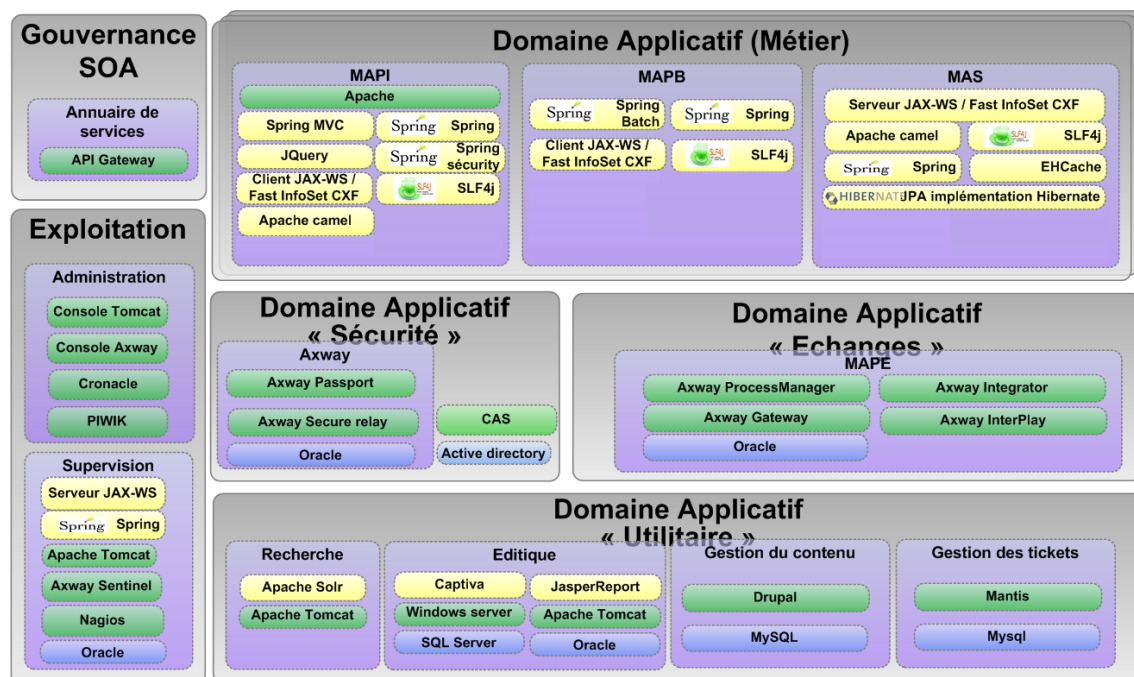 Gouvernance
SOA
Annuaire de
services
API Gateway
Exploitation
Administration
Console Tomcat
Console Axway
Cronacle
PIWIK
Supervision
Serveur JAX-WS
Spring Spring
Apache Tomcat
Axway Sentinel
Nagios
Oracle
Domaine Applicatif (Métier)
MAPI
Apache
Spring MVC
Spring Spring
JQuery
Spring Spring
sécurity
Client JAX-WS /
Fast InfoSet CXF
SLF4J SLF4j
Apache camel
MAPB
Spring Spring
Batch
Spring Spring
Client JAX-WS /
Fast InfoSet CXF
SLF4J SLF4j
MAS
Serveur JAX-WS / Fast InfoSet CXF
Apache camel
SLF4J SLF4j
Spring Spring
EHCache
HIBERNATE JPA implémentation Hibernate
Domaine Applicatif
« Sécurité »
Axway
Axway Passport
Axway Secure relay
Oracle
CAS
Active directory
Domaine Applicatif
« Echanges »
MAPE
Axway ProcessManager
Axway Integrator
Axway Gateway
Axway InterPlay
Oracle
Domaine Applicatif
« Utilitaire »
Recherche
Apache Solr
Apache Tomcat
Editique
Captiva
JasperReport
Windows server
Apache Tomcat
SQL Server
Oracle
Gestion du contenu
Drupal
MySQL
Gestion des tickets
Mantis
Mysql